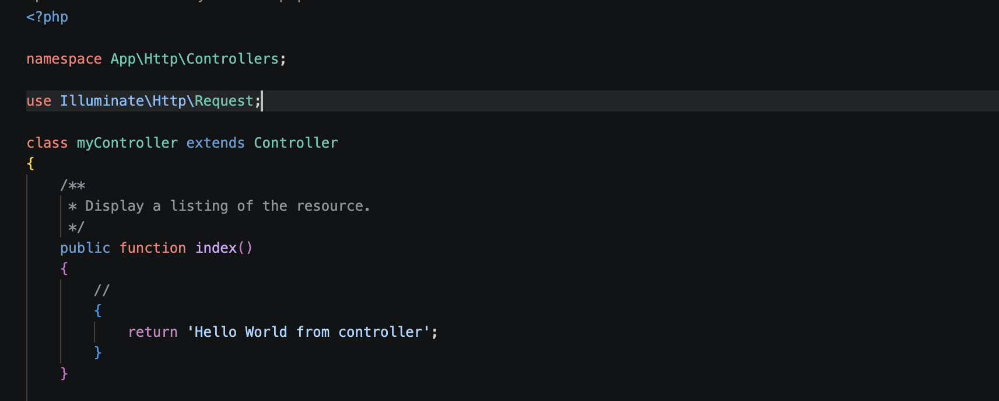 <?php
namespace App\Http\Controllers;
use Illuminate\Http\Request;
class myController extends Controller
{
/**
* Display a listing of the resource.
*/
public function index()
{
//
{
return 'Hello World from controller';
}
}